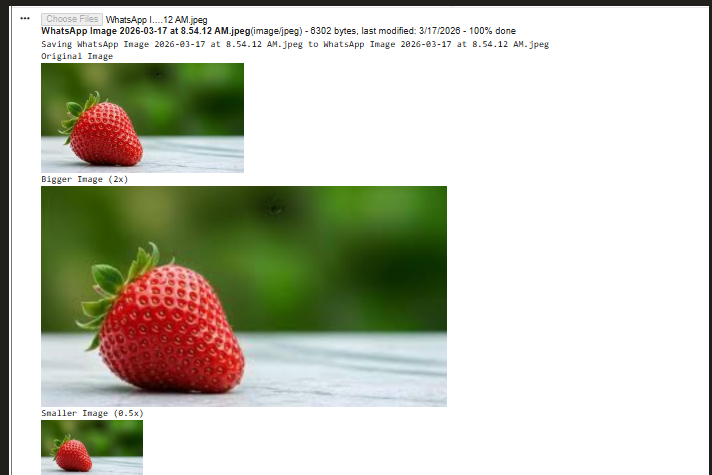 ••• Choose Files WhatsApp I....12 AM.jpeg
WhatsApp Image 2026-03-17 at 8.54.12 AM.jpeg(image/jpeg) - 6302 bytes, last modified: 3/17/2026 - 100% done
Saving WhatsApp Image 2026-03-17 at 8.54.12 AM.jpeg to WhatsApp Image 2026-03-17 at 8.54.12 AM.jpeg
Original Image
Bigger Image (2x)
Smaller Image (0.5x)